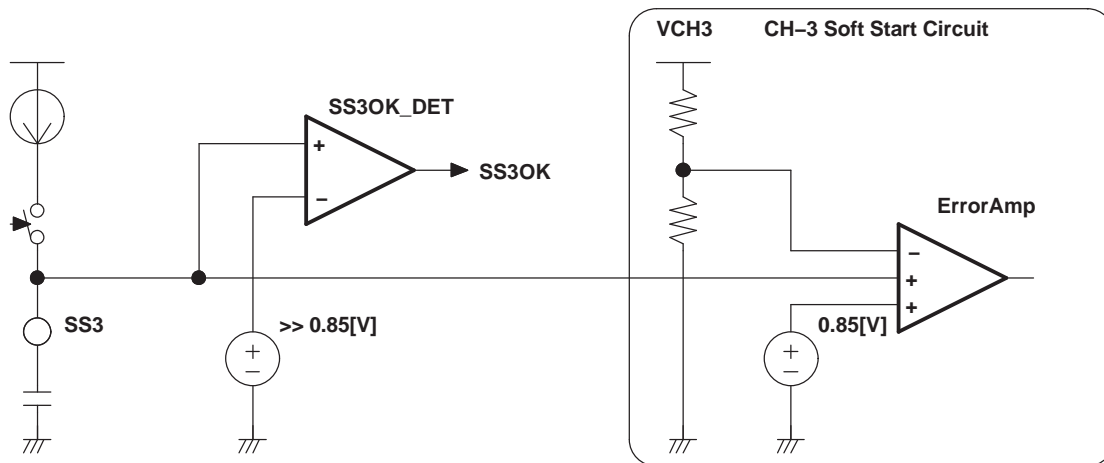 VCH3 CH–3 Soft Start Circuit
SS3OK_DET
+
SS3OK
–
ErrorAmp
–
+
+
SS3
>> 0.85[V]
0.85[V]
+
–
+
–